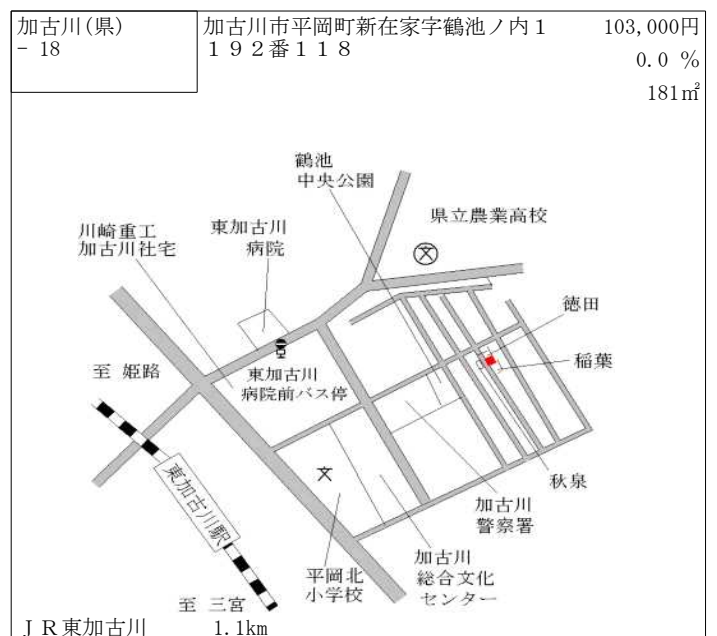 加古川(県)
- 18
加古川市平岡町新在家字鶴池ノ内1
192番118
103,000円
0.0 %
181㎡
鶴池
中央公園
県立農業高校
川崎重工
加古川社宅
東加古川
病院
文
徳田
稲葉
至 姫路
東加古川
病院前バス停
東加古川駅
文
秋泉
加古川
警察署
平岡北
小学校
加古川
総合文化
センター
至 三宮
JR東加古川 1.1km